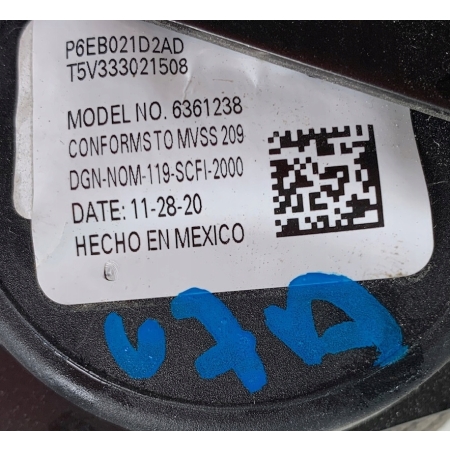 P6EB021D2AD
T5V333021508
MODEL NO. 6361238
CONFORMS TO MVSS 209
DGN-NOM-119-SCFI-2000
DATE: 11-28-20
HECHO EN MEXICO